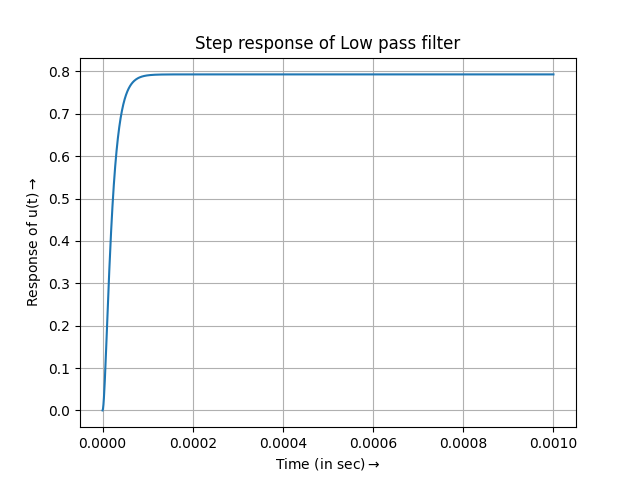 Step response of Low pass filter
Response of u(t)→
0.8
0.7
0.6
0.5
0.4
0.3
0.2
0.1
0.0
0.0000 0.0002 0.0004 0.0006 0.0008 0.0010
Time (in sec)→